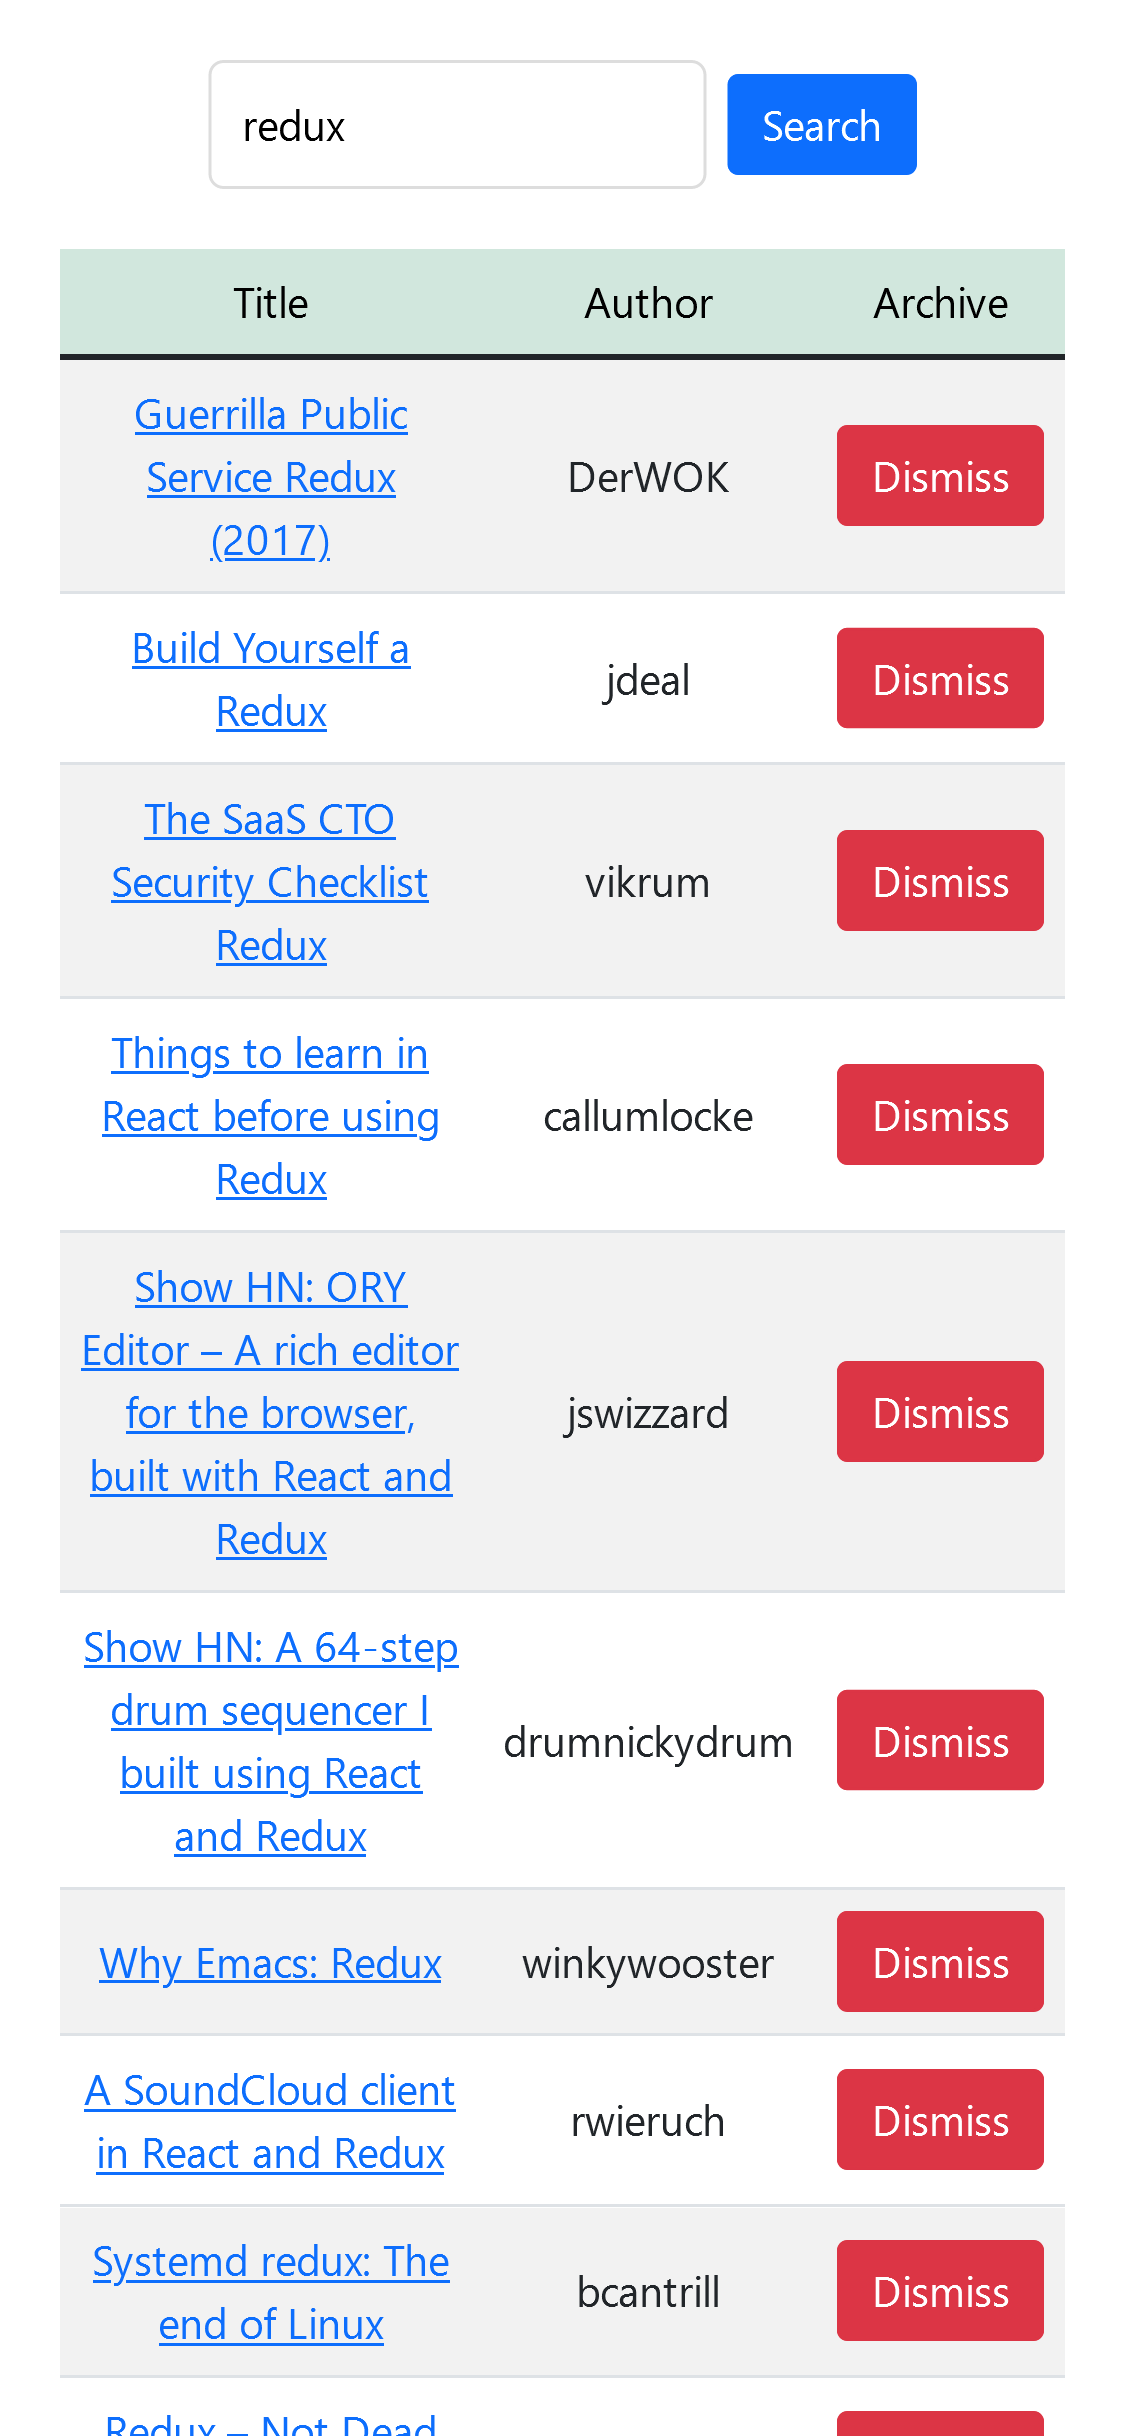 redux
Search
Title Author Archive
Guerrilla Public
Service Redux
(2017)
DerWOK
Dismiss
Build Yourself a
Redux
jdeal
Dismiss
The SaaS CTO
Security Checklist
Redux
vikrum
Dismiss
Things to learn in
React before using
Redux
callumlocke
Dismiss
Show HN: ORY
Editor – A rich editor
for the browser,
built with React and
Redux
jswizzard
Dismiss
Show HN: A 64-step
drum sequencer I
built using React
and Redux
drumnickydrum
Dismiss
Why Emacs: Redux
winkywooster
Dismiss
A SoundCloud client
in React and Redux
rwieruch
Dismiss
Systemd redux: The
end of Linux
bcantrill
Dismiss
Redux – Not Dead